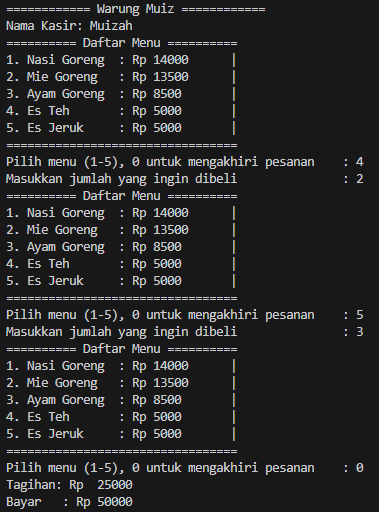 ============ Warung Muiz ============
Nama Kasir: Muizah
========== Daftar Menu ==========
1. Nasi Goreng  : Rp 14000      |
2. Mie Goreng   : Rp 13500      |
3. Ayam Goreng  : Rp 8500       |
4. Es Teh       : Rp 5000       |
5. Es Jeruk     : Rp 5000       |
=================================
Pilih menu (1-5), 0 untuk mengakhiri pesanan    : 4
Masukkan jumlah yang ingin dibeli               : 2
========== Daftar Menu ==========
1. Nasi Goreng  : Rp 14000      |
2. Mie Goreng   : Rp 13500      |
3. Ayam Goreng  : Rp 8500       |
4. Es Teh       : Rp 5000       |
5. Es Jeruk     : Rp 5000       |
=================================
Pilih menu (1-5), 0 untuk mengakhiri pesanan    : 5
Masukkan jumlah yang ingin dibeli               : 3
========== Daftar Menu ==========
1. Nasi Goreng  : Rp 14000      |
2. Mie Goreng   : Rp 13500      |
3. Ayam Goreng  : Rp 8500       |
4. Es Teh       : Rp 5000       |
5. Es Jeruk     : Rp 5000       |
=================================
Pilih menu (1-5), 0 untuk mengakhiri pesanan    : 0
Tagihan: Rp  25000
Bayar   : Rp 50000